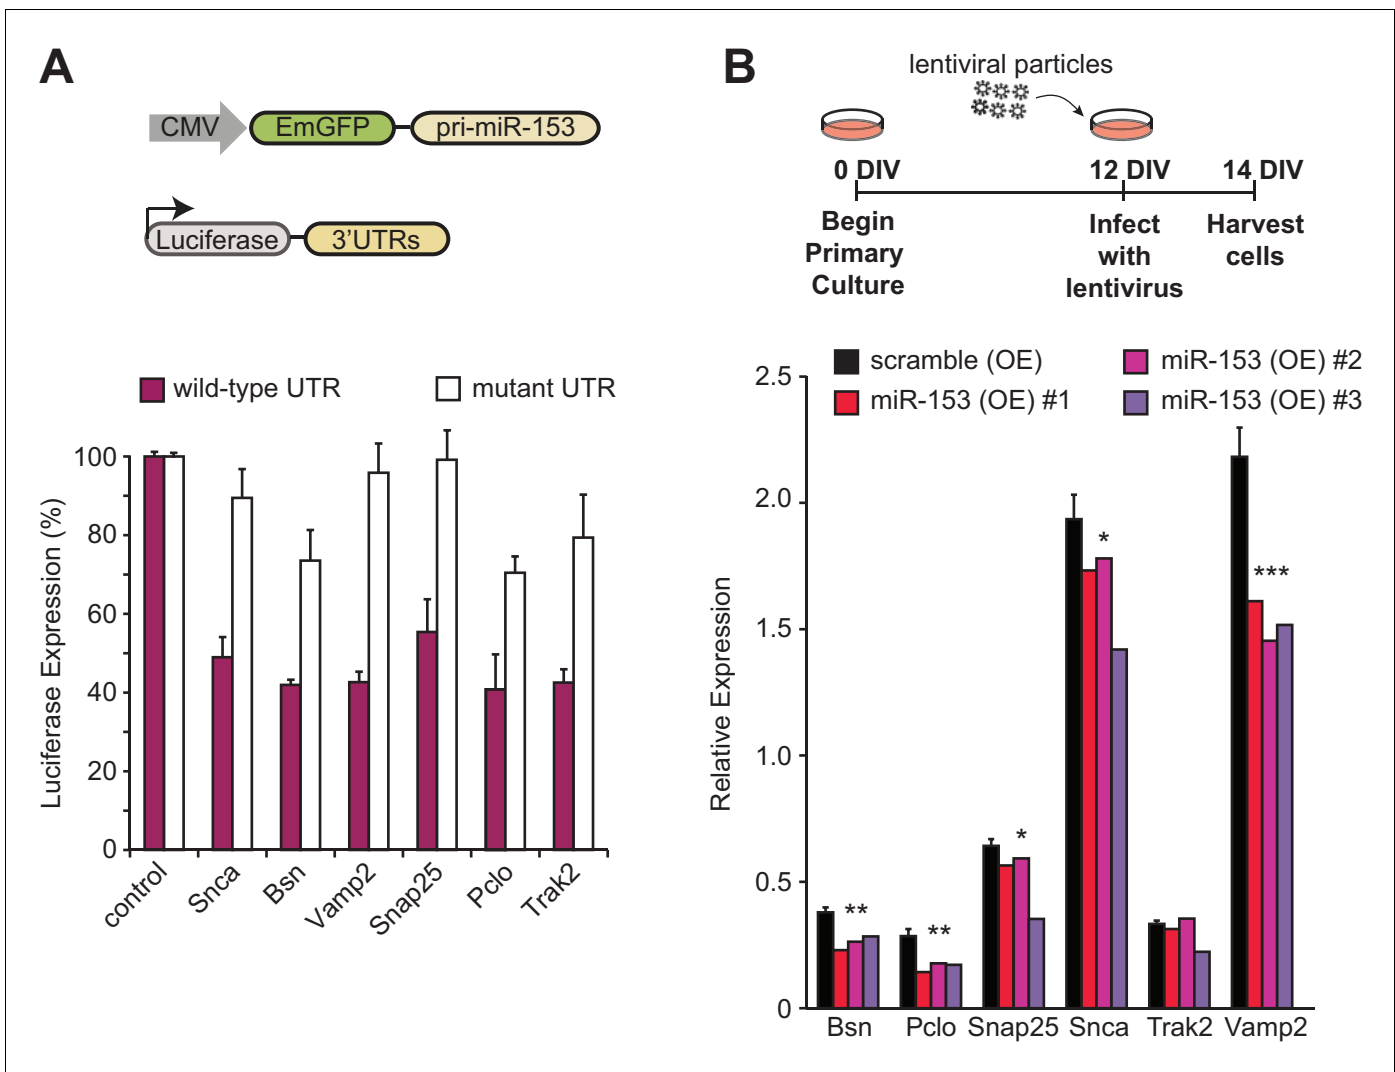 A
CMV
EmGFP
pri-miR-153
Luciferase
3'UTRs
wild-type UTR
mutant UTR
Luciferase Expression (%)
100
80
60
40
20
0
control
Snca
Bsn
Vamp2
Snap25
Pclo
Trak2
B
lentiviral particles
0 DIV
12 DIV
14 DIV
Begin
Primary
Culture
Infect
with
lentivirus
Harvest
cells
scramble (OE)
miR-153 (OE) #1
miR-153 (OE) #2
miR-153 (OE) #3
Relative Expression
2.5
2.0
1.5
1.0
0.5
0
**
**
*
*
***
Bsn
Pclo
Snap25
Snca
Trak2
Vamp2